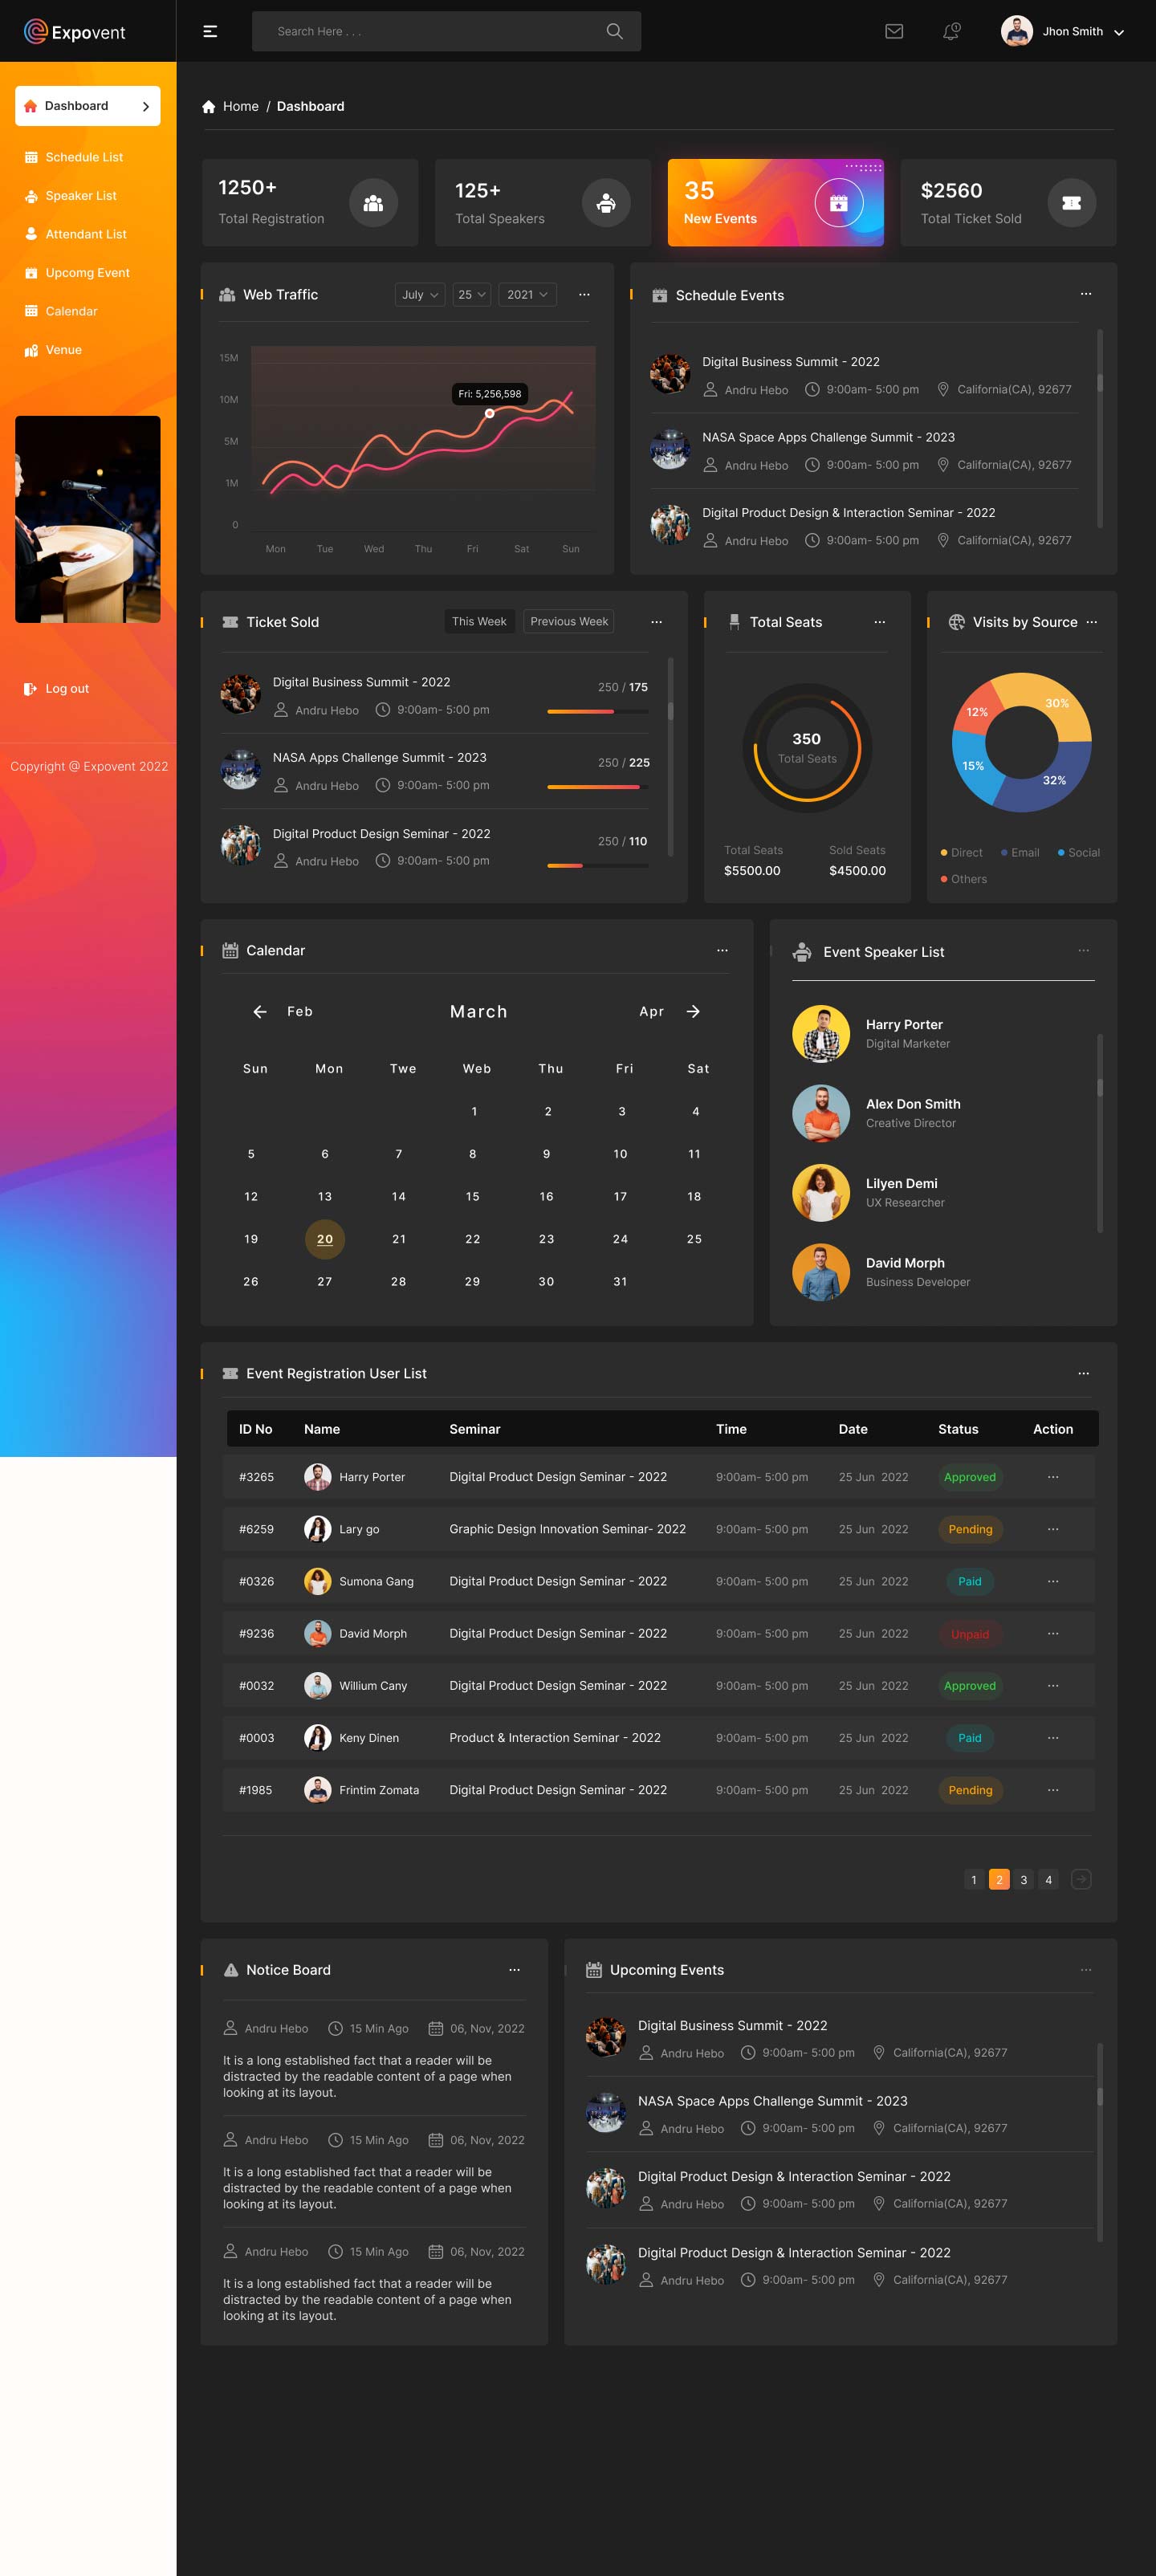 Expovent
Search Here . . .
1
Jhon Smith
Dashboard
Schedule List
Speaker List
Attendant List
Upcomg Event
Calendar
Venue
Log out
Copyright @ Expovent 2022
Home / Dashboard
1250+
Total Registration
125+
Total Speakers
35
New Events
$2560
Total Ticket Sold
Web Traffic
July 25 2021
15M
10M
5M
1M
0
Fri: 5,256,598
Mon Tue Wed Thu Fri Sat Sun
Schedule Events
Digital Business Summit - 2022
Andru Hebo 9:00am- 5:00 pm California(CA), 92677
NASA Space Apps Challenge Summit - 2023
Andru Hebo 9:00am- 5:00 pm California(CA), 92677
Digital Product Design & Interaction Seminar - 2022
Andru Hebo 9:00am- 5:00 pm California(CA), 92677
Ticket Sold
This Week Previous Week
Digital Business Summit - 2022
250 / 175
Andru Hebo 9:00am- 5:00 pm
NASA Apps Challenge Summit - 2023
250 / 225
Andru Hebo 9:00am- 5:00 pm
Digital Product Design Seminar - 2022
250 / 110
Andru Hebo 9:00am- 5:00 pm
Total Seats
350
Total Seats
Total Seats Sold Seats
$5500.00 $4500.00
Visits by Source
30%
12%
15%
32%
Direct Email Social
Others
Calendar
Feb March Apr
Sun Mon Twe Web Thu Fri Sat
1 2 3 4
5 6 7 8 9 10 11
12 13 14 15 16 17 18
19 20 21 22 23 24 25
26 27 28 29 30 31
Event Speaker List
Harry Porter
Digital Marketer
Alex Don Smith
Creative Director
Lilyen Demi
UX Researcher
David Morph
Business Developer
Event Registration User List
ID No Name Seminar Time Date Status Action
#3265 Harry Porter Digital Product Design Seminar - 2022 9:00am- 5:00 pm 25 Jun 2022 Approved
#6259 Lary go Graphic Design Innovation Seminar- 2022 9:00am- 5:00 pm 25 Jun 2022 Pending
#0326 Sumona Gang Digital Product Design Seminar - 2022 9:00am- 5:00 pm 25 Jun 2022 Paid
#9236 David Morph Digital Product Design Seminar - 2022 9:00am- 5:00 pm 25 Jun 2022 Unpaid
#0032 Willium Cany Digital Product Design Seminar - 2022 9:00am- 5:00 pm 25 Jun 2022 Approved
#0003 Keny Dinen Product & Interaction Seminar - 2022 9:00am- 5:00 pm 25 Jun 2022 Paid
#1985 Frintim Zomata Digital Product Design Seminar - 2022 9:00am- 5:00 pm 25 Jun 2022 Pending
1 2 3 4
Notice Board
Andru Hebo 15 Min Ago 06, Nov, 2022
It is a long established fact that a reader will be
distracted by the readable content of a page when
looking at its layout.
Andru Hebo 15 Min Ago 06, Nov, 2022
It is a long established fact that a reader will be
distracted by the readable content of a page when
looking at its layout.
Andru Hebo 15 Min Ago 06, Nov, 2022
It is a long established fact that a reader will be
distracted by the readable content of a page when
looking at its layout.
Upcoming Events
Digital Business Summit - 2022
Andru Hebo 9:00am- 5:00 pm California(CA), 92677
NASA Space Apps Challenge Summit - 2023
Andru Hebo 9:00am- 5:00 pm California(CA), 92677
Digital Product Design & Interaction Seminar - 2022
Andru Hebo 9:00am- 5:00 pm California(CA), 92677
Digital Product Design & Interaction Seminar - 2022
Andru Hebo 9:00am- 5:00 pm California(CA), 92677